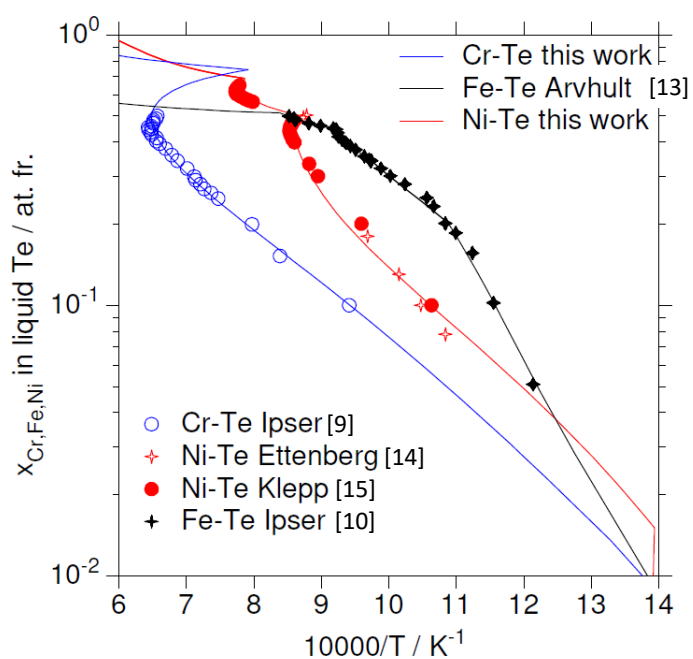 10⁰
Cr-Te this work
Fe-Te Arvhult [13]
Ni-Te this work
x_Cr,Fe,Ni in liquid Te / at. fr.
10⁻¹
Cr-Te Ipser [9]
Ni-Te Ettenberg [14]
Ni-Te Klepp [15]
Fe-Te Ipser [10]
10⁻²
6 7 8 9 10 11 12 13 14
10000/T / K⁻¹